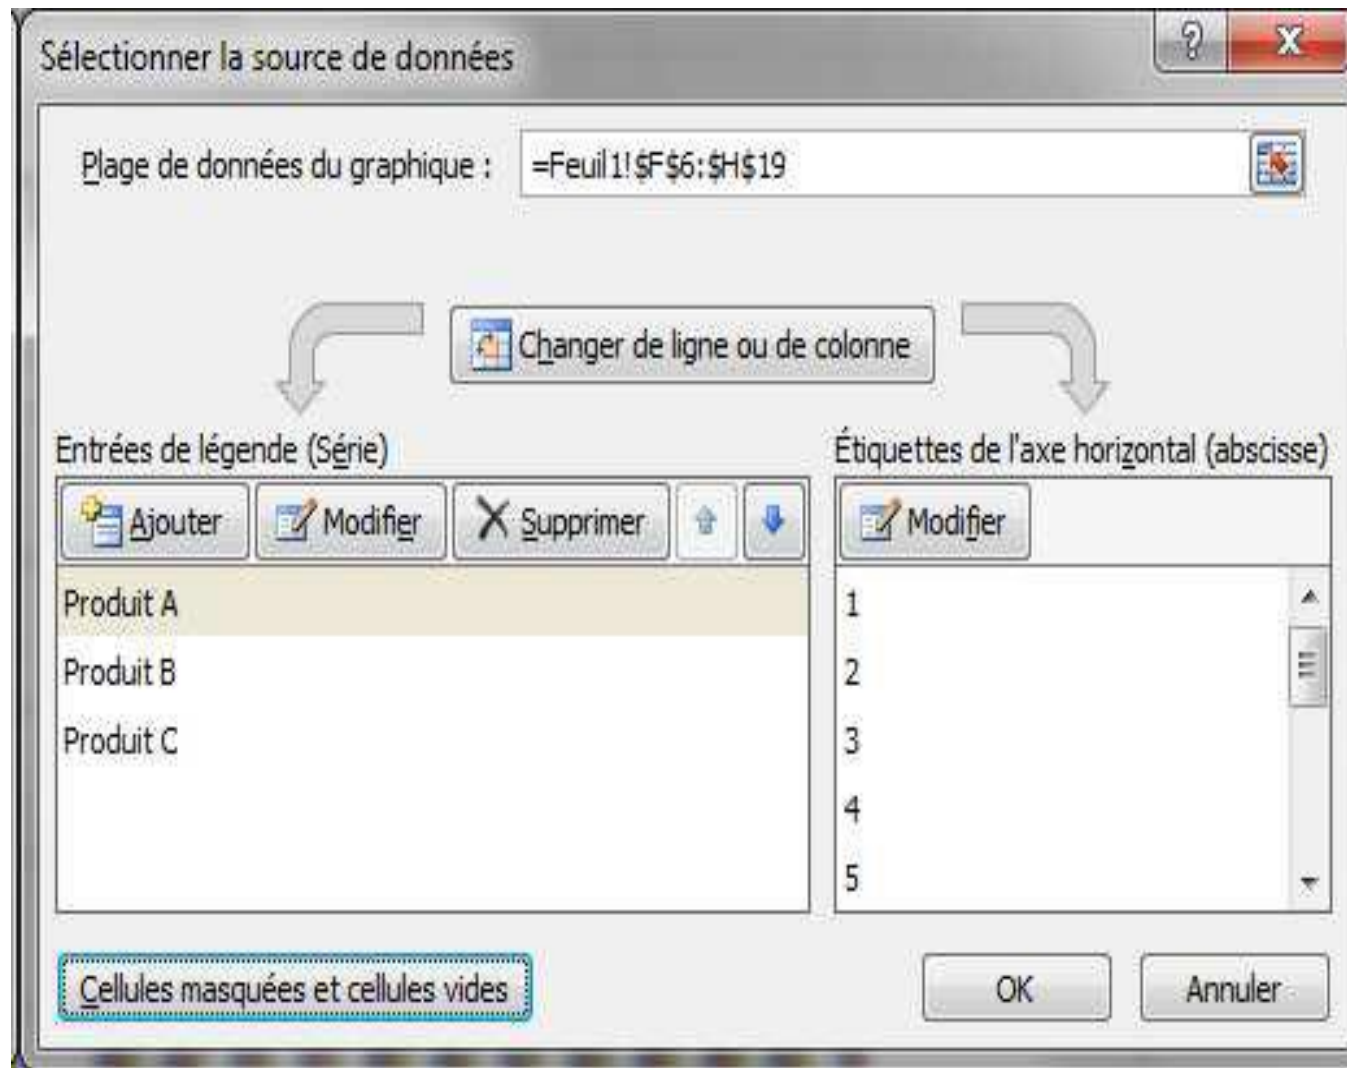 Sélectionner la source de données
?
X
Plage de données du graphique :
=Feuil1!$F$6:$H$19
Changer de ligne ou de colonne
Entrées de légende (Série)
Étiquettes de l'axe horizontal (abscisse)
Ajouter
Modifier
Supprimer
Modifier
Produit A
Produit B
Produit C
1
2
3
4
5
Cellules masquées et cellules vides
OK
Annuler